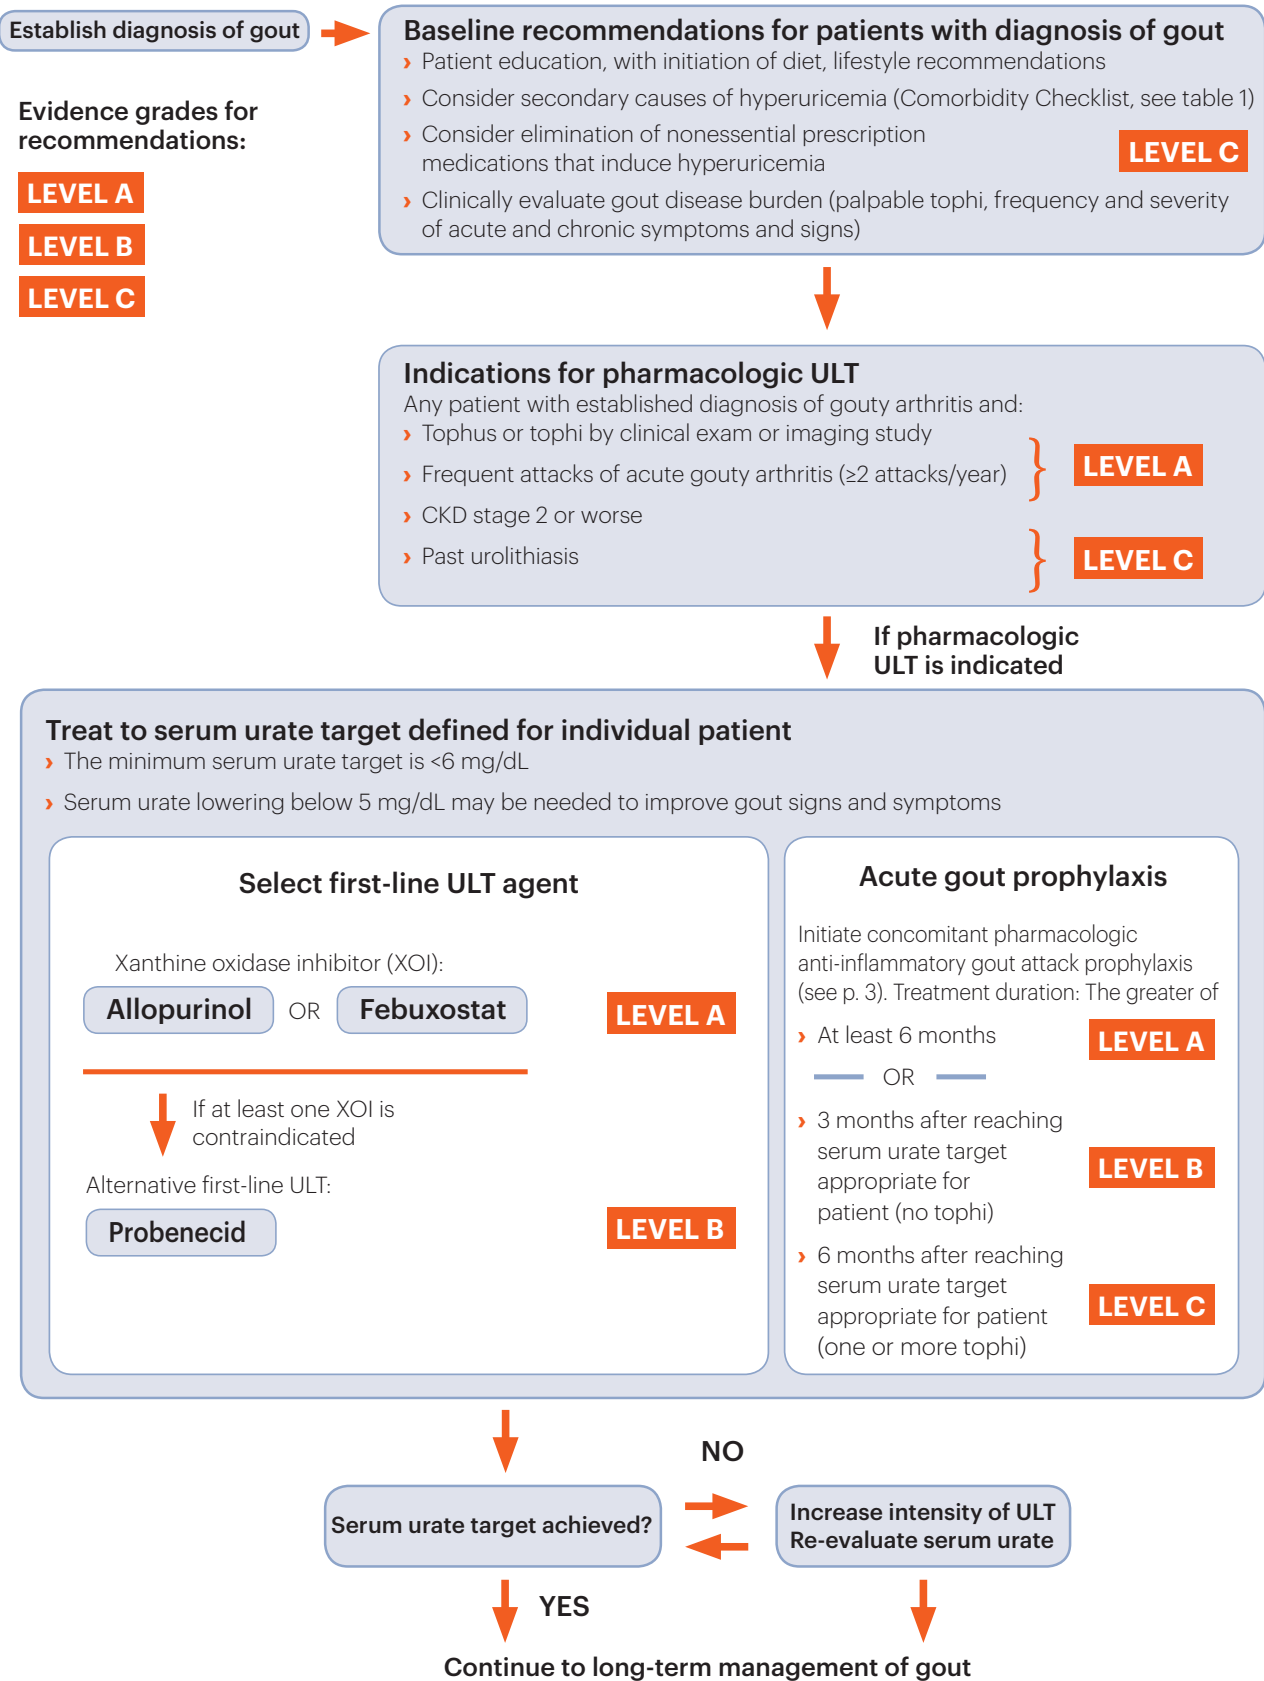 Establish diagnosis of gout
Evidence grades for
recommendations:
LEVEL A
LEVEL B
LEVEL C
Baseline recommendations for patients with diagnosis of gout
› Patient education, with initiation of diet, lifestyle recommendations
› Consider secondary causes of hyperuricemia (Comorbidity Checklist, see table 1)
› Consider elimination of nonessential prescription
medications that induce hyperuricemia
LEVEL C
› Clinically evaluate gout disease burden (palpable tophi, frequency and severity
of acute and chronic symptoms and signs)
Indications for pharmacologic ULT
Any patient with established diagnosis of gouty arthritis and:
› Tophus or tophi by clinical exam or imaging study
› Frequent attacks of acute gouty arthritis (≥2 attacks/year)
LEVEL A
› CKD stage 2 or worse
› Past urolithiasis
LEVEL C
If pharmacologic
ULT is indicated
Treat to serum urate target defined for individual patient
› The minimum serum urate target is <6 mg/dL
› Serum urate lowering below 5 mg/dL may be needed to improve gout signs and symptoms
Select first-line ULT agent
Xanthine oxidase inhibitor (XOI):
Allopurinol OR Febuxostat
LEVEL A
If at least one XOI is
contraindicated
Alternative first-line ULT:
Probenecid
LEVEL B
Acute gout prophylaxis
Initiate concomitant pharmacologic
anti-inflammatory gout attack prophylaxis
(see p. 3). Treatment duration: The greater of
› At least 6 months
LEVEL A
OR
› 3 months after reaching
serum urate target
appropriate for
patient (no tophi)
LEVEL B
› 6 months after reaching
serum urate target
appropriate for patient
(one or more tophi)
LEVEL C
Serum urate target achieved?
NO
Increase intensity of ULT
Re-evaluate serum urate
YES
Continue to long-term management of gout